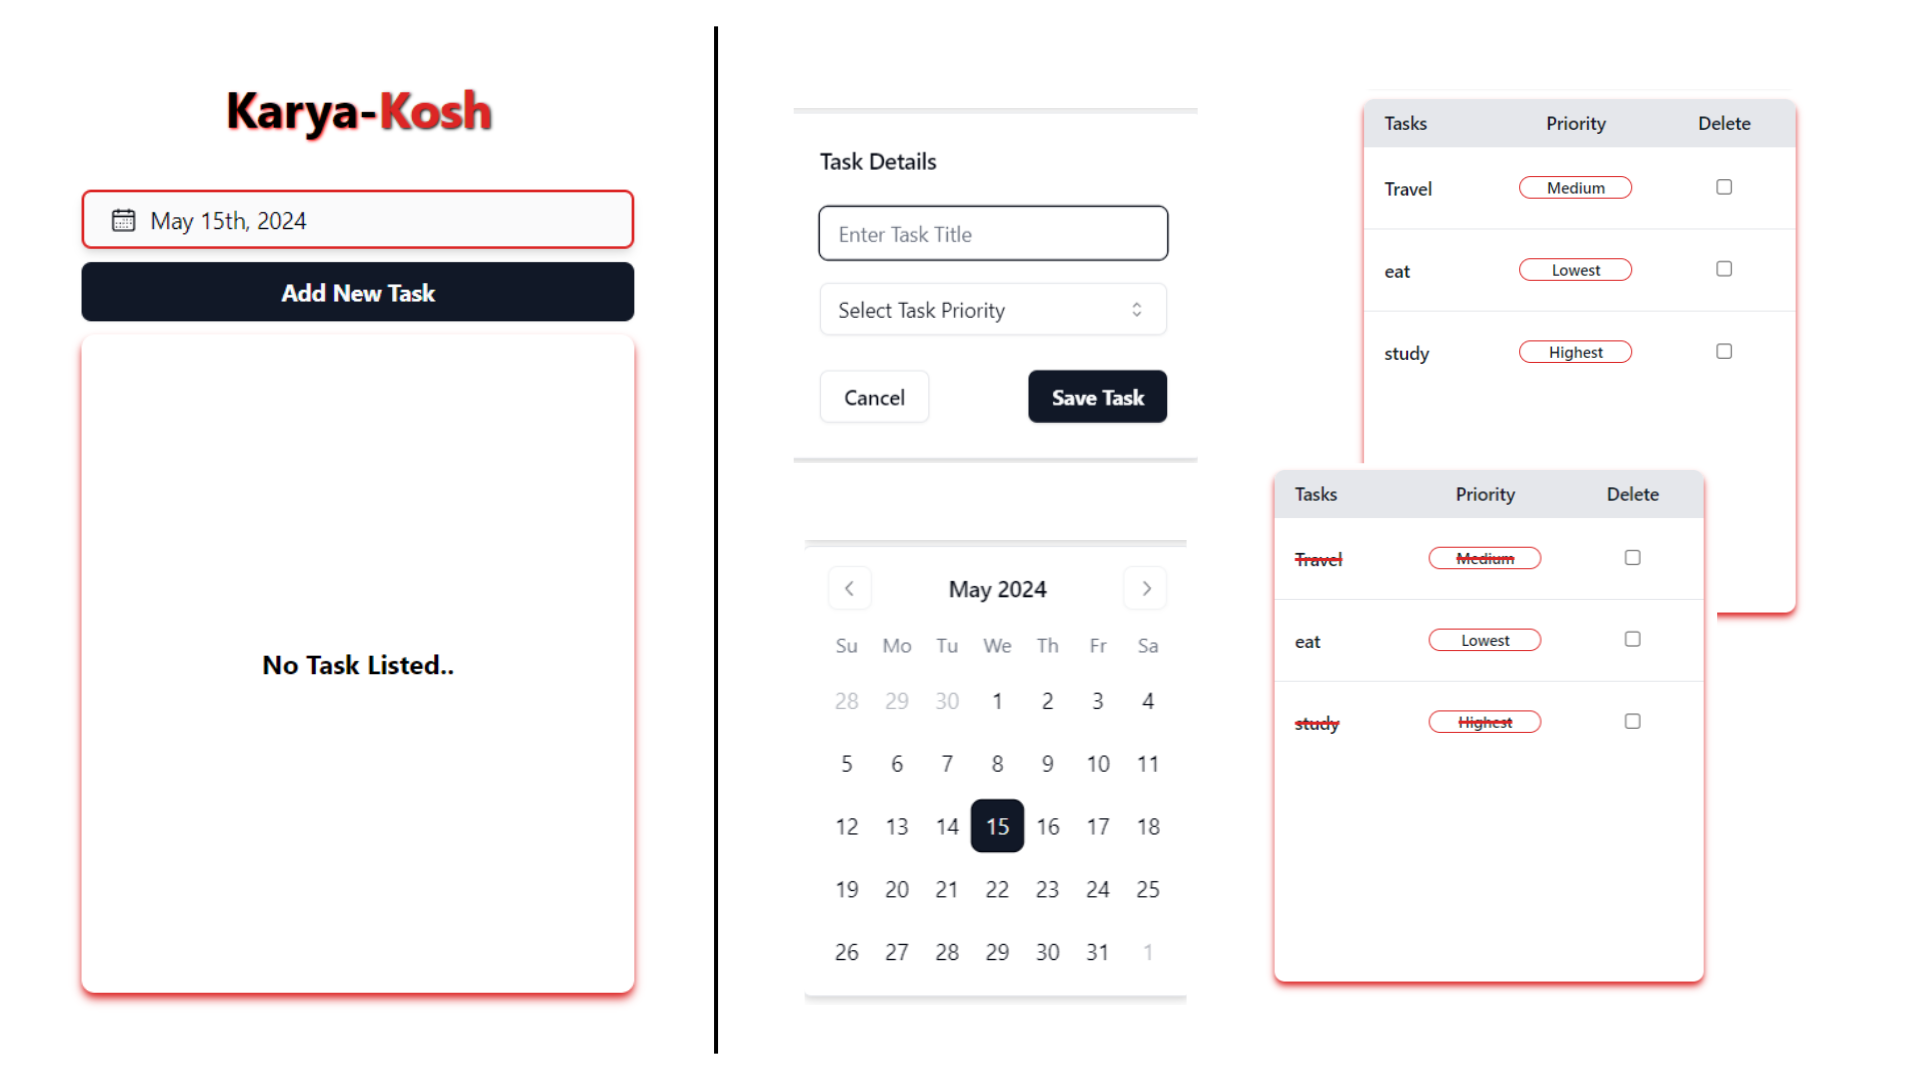 Karya-Kosh
May 15th, 2024
Add New Task
No Task Listed..
Task Details
Enter Task Title
Select Task Priority
Cancel Save Task
May 2024
Su Mo Tu We Th Fr Sa
28 29 30 1 2 3 4
5 6 7 8 9 10 11
12 13 14 15 16 17 18
19 20 21 22 23 24 25
26 27 28 29 30 31 1
Tasks Priority Delete
Travel Medium
eat Lowest
study Highest
Tasks Priority Delete
Travel Medium
eat Lowest
study Highest